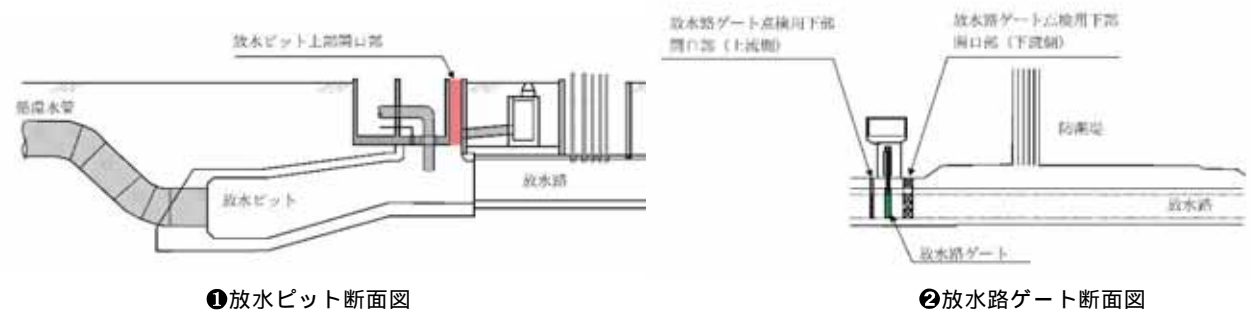 放水ピット上部開口部
循環水管
放水ピット
放水路
❶放水ピット断面図
放水路ゲート点検用下部
開口部（上流側）
放水路ゲート点検用下部
開口部（下流側）
防潮堤
放水路
放水路ゲート
❷放水路ゲート断面図